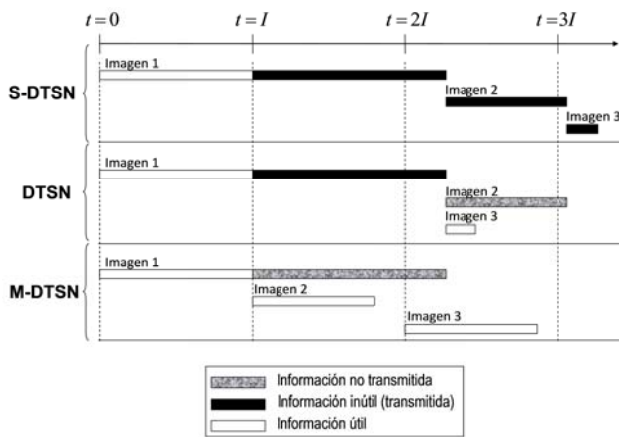 t = 0
t = I
t = 2I
t = 3I
S-DTSN
Imagen 1
Imagen 2
Imagen 3
DTSN
Imagen 1
Imagen 2
Imagen 3
M-DTSN
Imagen 1
Imagen 2
Imagen 3
Información no transmitida
Información inútil (transmitida)
Información útil